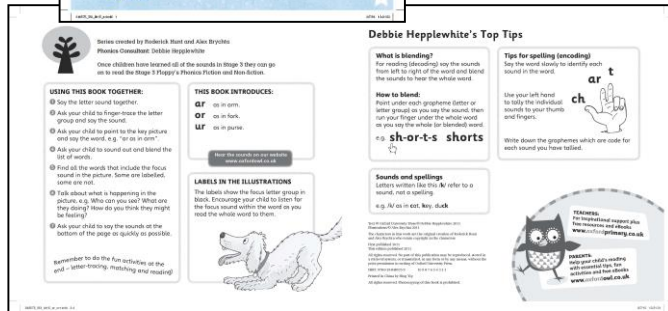 Series created by Roderick Hunt and Alex Brychta
Phonics Consultant: Debbie Hepplewhite
Once children have learned all of the sounds in Stage 3 they can go
on to read the Stage 3 Floppy's Phonics Fiction and Non-fiction.
USING THIS BOOK TOGETHER:
Say the letter sound together.
Ask your child to finger-trace the letter
group and say the sound.
Ask your child to point to the key picture
and say the word, e.g. "ar as in arm".
Ask your child to sound out and blend the
list of words.
Find all the words that include the focus
sound in the picture. Some are labelled,
some are not.
Talk about what is happening in the
picture, e.g. Who can you see? What are
they doing? How do you think they might
be feeling?
Ask your child to say the sounds at the
bottom of the page as quickly as possible.
Remember to do the fun activities at the
end – letter-tracing, matching and reading!
THIS BOOK INTRODUCES:
ar as in arm.
or as in fork.
ur as in purse.
Hear the sounds on our website
www.oxfordowl.co.uk
LABELS IN THE ILLUSTRATIONS
The labels show the focus letter group in
black. Encourage your child to listen for
the focus sound within the word as you
read the whole word to them.
Debbie Hepplewhite's Top Tips
What is blending?
For reading (decoding) say the sounds
from left to right of the word and blend
the sounds to hear the whole word.
How to blend:
Point under each grapheme (letter or
letter group) as you say the sound, then
run your finger under the whole word
as you say the whole (or blended) word.
e.g. sh-or-t-s shorts
Sounds and spellings
Letters written like this /k/ refer to a
sound, not a spelling.
e.g. /k/ as in cat, key, duck
Tips for spelling (encoding)
Say the word slowly to identify each
sound in the word.
ch ar t
Use your left hand
to tally the individual
sounds to your thumb
and fingers.
Write down the graphemes which are code for
each sound you have tallied.
TEACHERS:
For inspirational support plus
free resources and eBooks
www.oxfordprimary.co.uk
PARENTS:
Help your child's reading
with essential tips, fun
activities and free eBooks
www.oxfordowl.co.uk